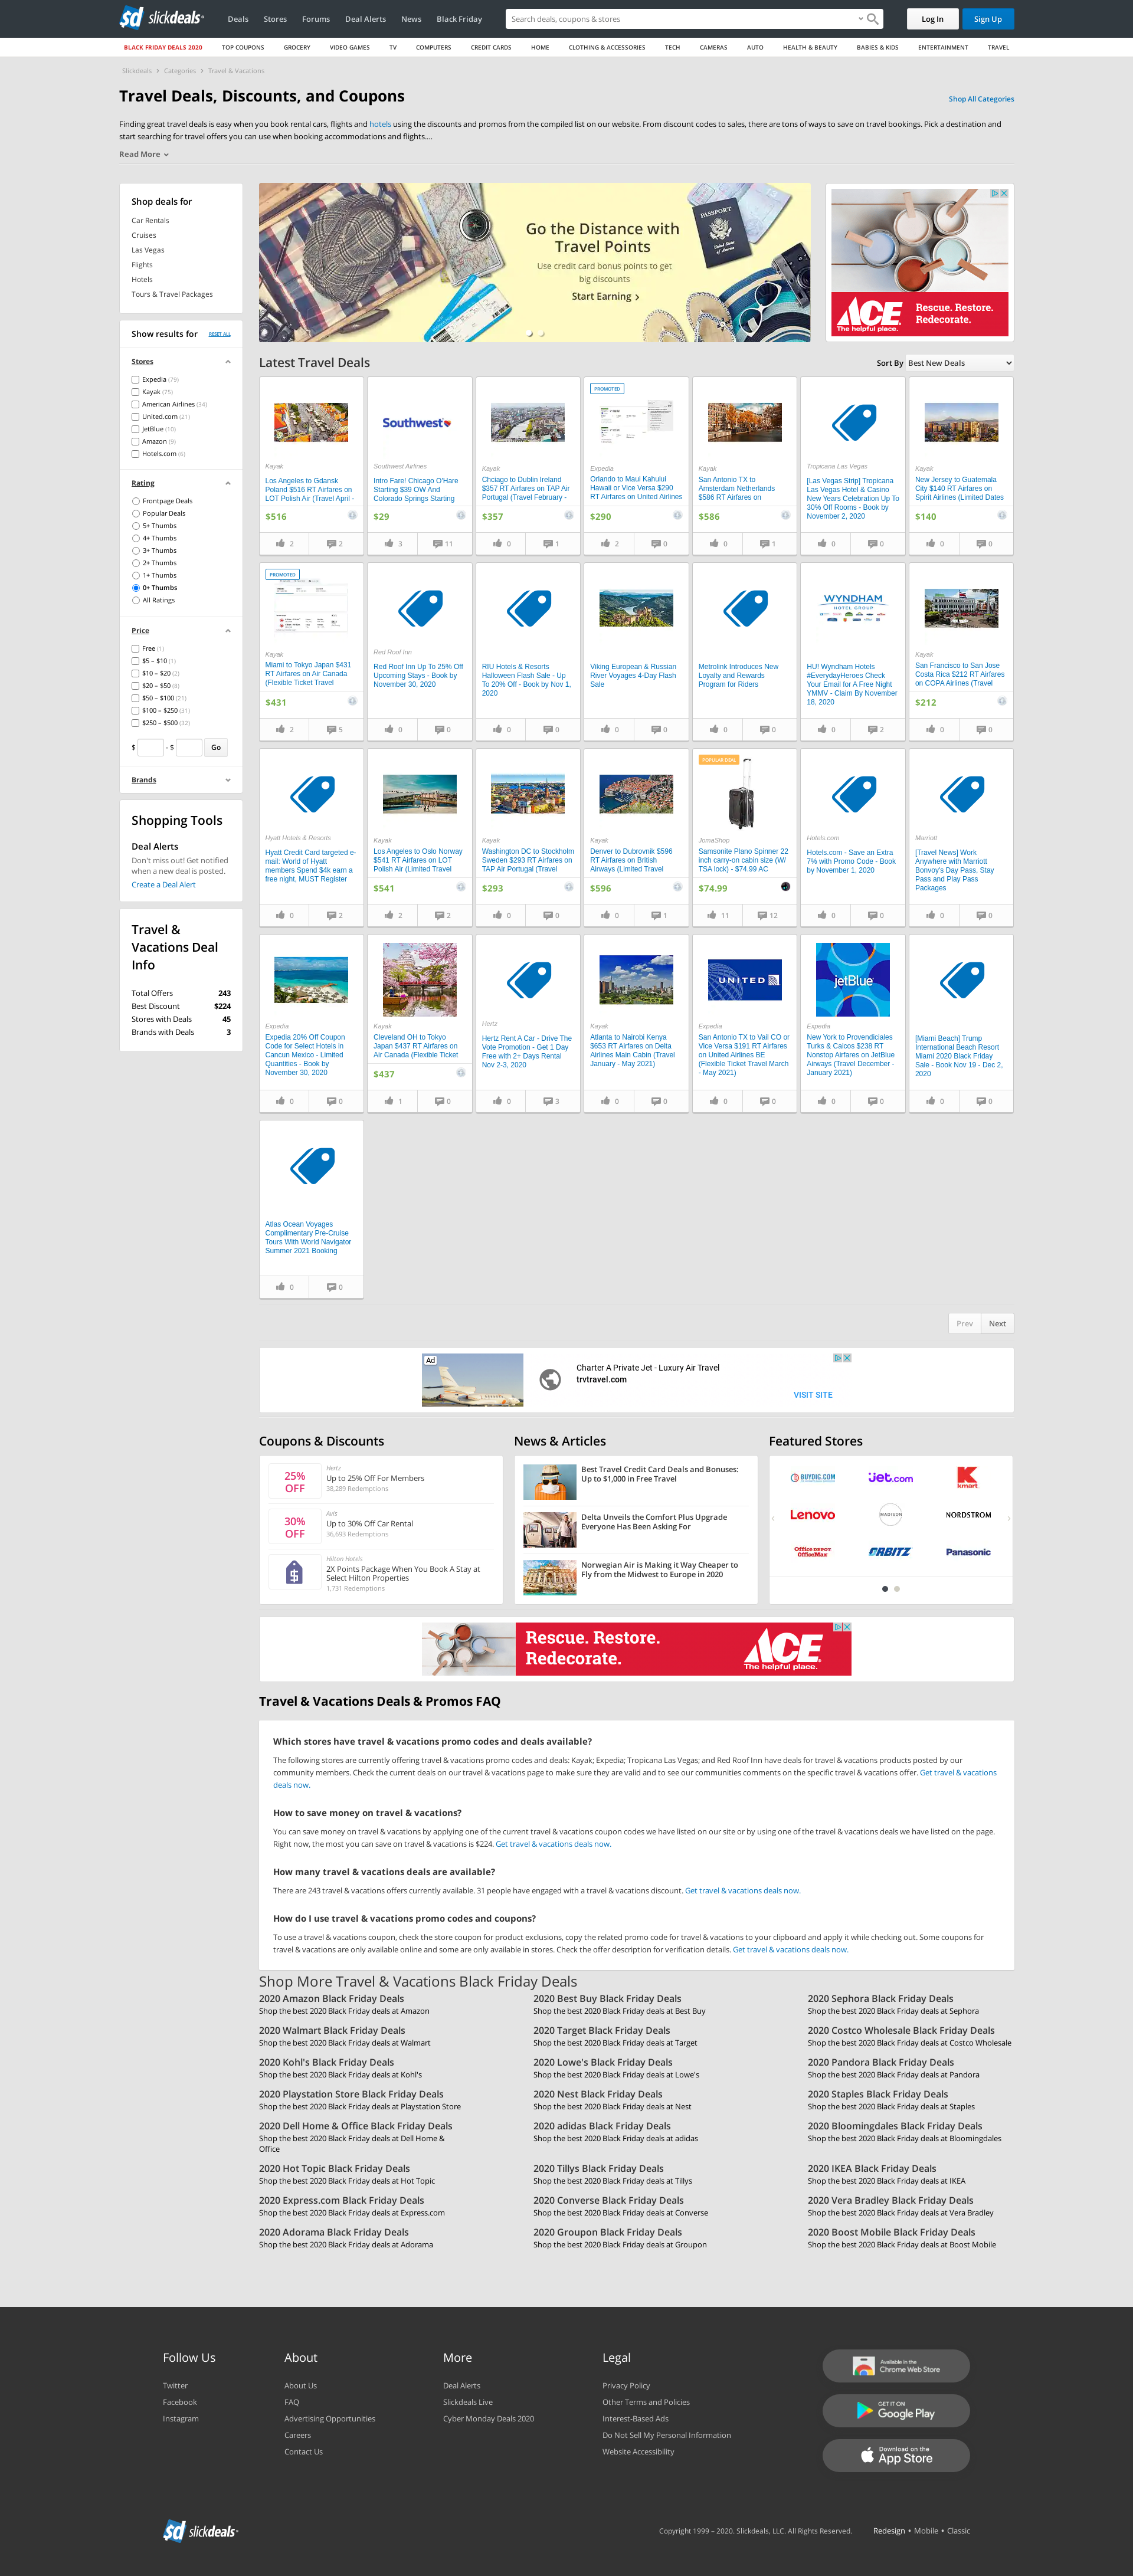 slickdeals
Deals
Stores
Forums
Deal Alerts
News
Black Friday
Search deals, coupons & stores
Log In
Sign Up
BLACK FRIDAY DEALS 2020
TOP COUPONS
GROCERY
VIDEO GAMES
TV
COMPUTERS
CREDIT CARDS
HOME
CLOTHING & ACCESSORIES
TECH
CAMERAS
AUTO
HEALTH & BEAUTY
BABIES & KIDS
ENTERTAINMENT
TRAVEL
Slickdeals › Categories › Travel & Vacations
Travel Deals, Discounts, and Coupons
Shop All Categories
Finding great travel deals is easy when you book rental cars, flights and hotels using the discounts and promos from the compiled list on our website. From discount codes to sales, there are tons of ways to save on travel bookings. Pick a destination and
start searching for travel offers you can use when booking accommodations and flights....
Read More
Shop deals for
Car Rentals
Cruises
Las Vegas
Flights
Hotels
Tours & Travel Packages
Show results for
RESET ALL
Stores
Expedia (79)
Kayak (75)
American Airlines (34)
United.com (21)
JetBlue (10)
Amazon (9)
Hotels.com (6)
Rating
Frontpage Deals
Popular Deals
5+ Thumbs
4+ Thumbs
3+ Thumbs
2+ Thumbs
1+ Thumbs
0+ Thumbs
All Ratings
Price
Free (1)
$5 – $10 (1)
$10 – $20 (2)
$20 – $50 (8)
$50 – $100 (21)
$100 – $250 (31)
$250 – $500 (32)
$ - $ Go
Brands
Shopping Tools
Deal Alerts
Don't miss out! Get notified
when a new deal is posted.
Create a Deal Alert
Travel &
Vacations Deal
Info
Total Offers 243
Best Discount $224
Stores with Deals 45
Brands with Deals 3
Go the Distance with
Travel Points
Use credit card bonus points to get
big discounts
Start Earning
PASSPORT
ACE
The helpful place.
Rescue. Restore.
Redecorate.
Latest Travel Deals
Sort By Best New Deals
Kayak
Los Angeles to Gdansk
Poland $516 RT Airfares on
LOT Polish Air (Travel April -
$516
2 2
Southwest
Southwest Airlines
Intro Fare! Chicago O'Hare
Starting $39 OW And
Colorado Springs Starting
$29
3 11
Kayak
Chciago to Dublin Ireland
$357 RT Airfares on TAP Air
Portugal (Travel February -
$357
0 1
PROMOTED
Expedia
Orlando to Maui Kahului
Hawaii or Vice Versa $290
RT Airfares on United Airlines
$290
2 0
Kayak
San Antonio TX to
Amsterdam Netherlands
$586 RT Airfares on
$586
0 1
Tropicana Las Vegas
[Las Vegas Strip] Tropicana
Las Vegas Hotel & Casino
New Years Celebration Up To
30% Off Rooms - Book by
November 2, 2020
0 0
Kayak
New Jersey to Guatemala
City $140 RT Airfares on
Spirit Airlines (Limited Dates
$140
0 0
PROMOTED
Kayak
Miami to Tokyo Japan $431
RT Airfares on Air Canada
(Flexible Ticket Travel
$431
2 5
Red Roof Inn
Red Roof Inn Up To 25% Off
Upcoming Stays - Book by
November 30, 2020
0 0
RIU Hotels & Resorts
Halloween Flash Sale - Up
To 20% Off - Book by Nov 1,
2020
0 0
Viking European & Russian
River Voyages 4-Day Flash
Sale
0 0
Metrolink Introduces New
Loyalty and Rewards
Program for Riders
0 0
WYNDHAM
HOTEL GROUP
HU! Wyndham Hotels
#EverydayHeroes Check
Your Email for A Free Night
YMMV - Claim By November
18, 2020
0 2
Kayak
San Francisco to San Jose
Costa Rica $212 RT Airfares
on COPA Airlines (Travel
$212
0 0
Hyatt Hotels & Resorts
Hyatt Credit Card targeted e-
mail: World of Hyatt
members Spend $4k earn a
free night, MUST Register
0 2
Kayak
Los Angeles to Oslo Norway
$541 RT Airfares on LOT
Polish Air (Limited Travel
$541
2 2
Kayak
Washington DC to Stockholm
Sweden $293 RT Airfares on
TAP Air Portugal (Travel
$293
0 0
Kayak
Denver to Dubrovnik $596
RT Airfares on British
Airways (Limited Travel
$596
0 1
POPULAR DEAL
JomaShop
Samsonite Plano Spinner 22
inch carry-on cabin size (W/
TSA lock) - $74.99 AC
$74.99
11 12
Hotels.com
Hotels.com - Save an Extra
7% with Promo Code - Book
by November 1, 2020
0 0
Marriott
[Travel News] Work
Anywhere with Marriott
Bonvoy's Day Pass, Stay
Pass and Play Pass
Packages
0 0
Expedia
Expedia 20% Off Coupon
Code for Select Hotels in
Cancun Mexico - Limited
Quantities - Book by
November 30, 2020
0 0
Kayak
Cleveland OH to Tokyo
Japan $437 RT Airfares on
Air Canada (Flexible Ticket
$437
1 0
Hertz
Hertz Rent A Car - Drive The
Vote Promotion - Get 1 Day
Free with 2+ Days Rental
Nov 2-3, 2020
0 3
Kayak
Atlanta to Nairobi Kenya
$653 RT Airfares on Delta
Airlines Main Cabin (Travel
January - May 2021)
0 0
UNITED
Expedia
San Antonio TX to Vail CO or
Vice Versa $191 RT Airfares
on United Airlines BE
(Flexible Ticket Travel March
- May 2021)
0 0
jetBlue
Expedia
New York to Provendiciales
Turks & Caicos $238 RT
Nonstop Airfares on JetBlue
Airways (Travel December -
January 2021)
0 0
[Miami Beach] Trump
International Beach Resort
Miami 2020 Black Friday
Sale - Book Nov 19 - Dec 2,
2020
0 0
Atlas Ocean Voyages
Complimentary Pre-Cruise
Tours With World Navigator
Summer 2021 Booking
0 0
Prev
Next
Ad
Charter A Private Jet - Luxury Air Travel
trvtravel.com
VISIT SITE
Coupons & Discounts
25%
OFF
Hertz
Up to 25% Off For Members
38,289 Redemptions
30%
OFF
Avis
Up to 30% Off Car Rental
36,693 Redemptions
Hilton Hotels
2X Points Package When You Book A Stay at
Select Hilton Properties
1,731 Redemptions
News & Articles
Best Travel Credit Card Deals and Bonuses:
Up to $1,000 in Free Travel
Delta Unveils the Comfort Plus Upgrade
Everyone Has Been Asking For
Norwegian Air is Making it Way Cheaper to
Fly from the Midwest to Europe in 2020
Featured Stores
BUYDIG.COM
jet.com
kmart
Lenovo
MADISON
NORDSTROM
Office DEPOT
OfficeMax
ORBITZ
Panasonic
Rescue. Restore.
Redecorate.
ACE
The helpful place.
Travel & Vacations Deals & Promos FAQ
Which stores have travel & vacations promo codes and deals available?
The following stores are currently offering travel & vacations promo codes and deals: Kayak; Expedia; Tropicana Las Vegas; and Red Roof Inn have deals for travel & vacations products posted by our
community members. Check the current deals on our travel & vacations page to make sure they are valid and to see our communities comments on the specific travel & vacations offer. Get travel & vacations
deals now.
How to save money on travel & vacations?
You can save money on travel & vacations by applying one of the current travel & vacations coupon codes we have listed on our site or by using one of the travel & vacations deals we have listed on the page.
Right now, the most you can save on travel & vacations is $224. Get travel & vacations deals now.
How many travel & vacations deals are available?
There are 243 travel & vacations offers currently available. 31 people have engaged with a travel & vacations discount. Get travel & vacations deals now.
How do I use travel & vacations promo codes and coupons?
To use a travel & vacations coupon, check the store coupon for product exclusions, copy the related promo code for travel & vacations to your clipboard and apply it while checking out. Some coupons for
travel & vacations are only available online and some are only available in stores. Check the offer description for verification details. Get travel & vacations deals now.
Shop More Travel & Vacations Black Friday Deals
2020 Amazon Black Friday Deals
Shop the best 2020 Black Friday deals at Amazon
2020 Best Buy Black Friday Deals
Shop the best 2020 Black Friday deals at Best Buy
2020 Sephora Black Friday Deals
Shop the best 2020 Black Friday deals at Sephora
2020 Walmart Black Friday Deals
Shop the best 2020 Black Friday deals at Walmart
2020 Target Black Friday Deals
Shop the best 2020 Black Friday deals at Target
2020 Costco Wholesale Black Friday Deals
Shop the best 2020 Black Friday deals at Costco Wholesale
2020 Kohl's Black Friday Deals
Shop the best 2020 Black Friday deals at Kohl's
2020 Lowe's Black Friday Deals
Shop the best 2020 Black Friday deals at Lowe's
2020 Pandora Black Friday Deals
Shop the best 2020 Black Friday deals at Pandora
2020 Playstation Store Black Friday Deals
Shop the best 2020 Black Friday deals at Playstation Store
2020 Nest Black Friday Deals
Shop the best 2020 Black Friday deals at Nest
2020 Staples Black Friday Deals
Shop the best 2020 Black Friday deals at Staples
2020 Dell Home & Office Black Friday Deals
Shop the best 2020 Black Friday deals at Dell Home &
Office
2020 adidas Black Friday Deals
Shop the best 2020 Black Friday deals at adidas
2020 Bloomingdales Black Friday Deals
Shop the best 2020 Black Friday deals at Bloomingdales
2020 Hot Topic Black Friday Deals
Shop the best 2020 Black Friday deals at Hot Topic
2020 Tillys Black Friday Deals
Shop the best 2020 Black Friday deals at Tillys
2020 IKEA Black Friday Deals
Shop the best 2020 Black Friday deals at IKEA
2020 Express.com Black Friday Deals
Shop the best 2020 Black Friday deals at Express.com
2020 Converse Black Friday Deals
Shop the best 2020 Black Friday deals at Converse
2020 Vera Bradley Black Friday Deals
Shop the best 2020 Black Friday deals at Vera Bradley
2020 Adorama Black Friday Deals
Shop the best 2020 Black Friday deals at Adorama
2020 Groupon Black Friday Deals
Shop the best 2020 Black Friday deals at Groupon
2020 Boost Mobile Black Friday Deals
Shop the best 2020 Black Friday deals at Boost Mobile
Follow Us
Twitter
Facebook
Instagram
About
About Us
FAQ
Advertising Opportunities
Careers
Contact Us
More
Deal Alerts
Slickdeals Live
Cyber Monday Deals 2020
Legal
Privacy Policy
Other Terms and Policies
Interest-Based Ads
Do Not Sell My Personal Information
Website Accessibility
Available in the
Chrome Web Store
GET IT ON
Google Play
Download on the
App Store
slickdeals
Copyright 1999 – 2020. Slickdeals, LLC. All Rights Reserved.
Redesign • Mobile • Classic